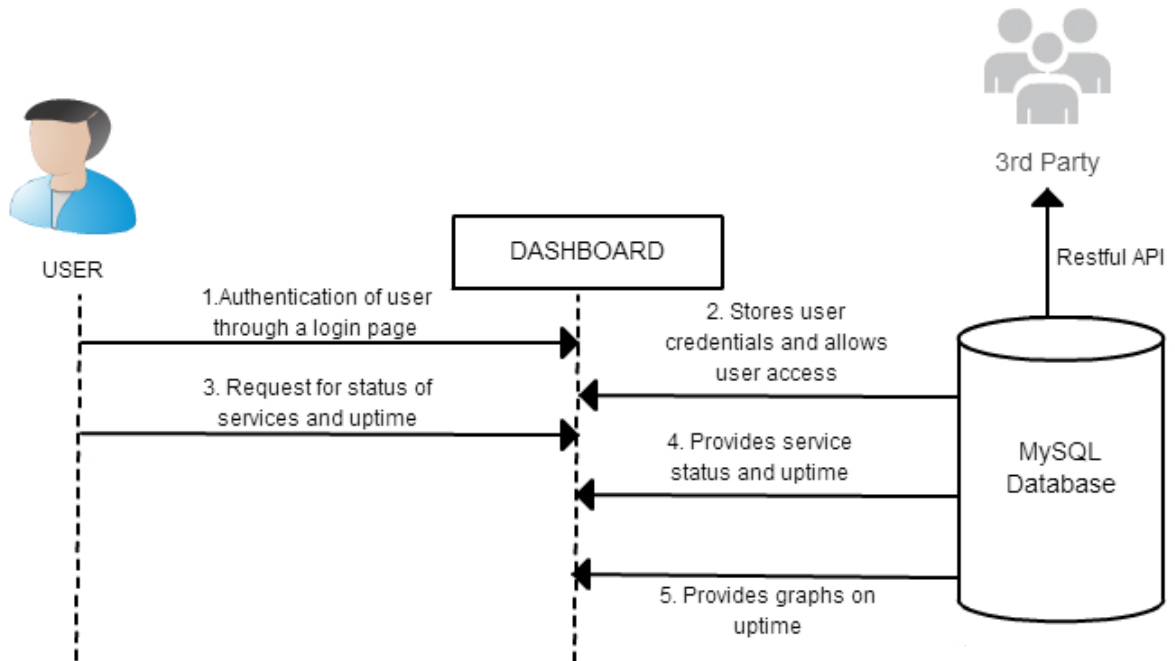 3rd Party
USER
DASHBOARD
Restful API
1.Authentication of user
through a login page
2. Stores user
credentials and allows
user access
3. Request for status of
services and uptime
4. Provides service
status and uptime
MySQL
Database
5. Provides graphs on
uptime